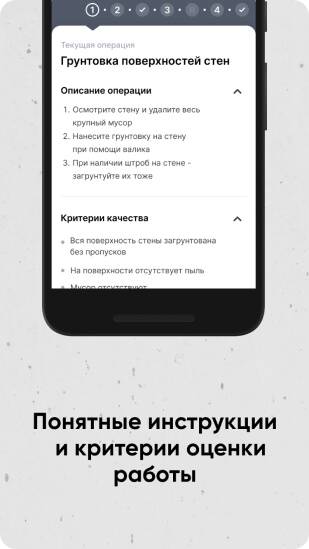 1 2 3 4
Текущая операция
Грунтовка поверхностей стен
Описание операции
1. Осмотрите стену и удалите весь
крупный мусор
2. Нанесите грунтовку на стену
при помощи валика
3. При наличии штроб на стене -
загрунтуйте их тоже
Критерии качества
Вся поверхность стены загрунтована
без пропусков
На поверхности отсутствует пыль
Мусор отсутствуют
Понятные инструкции
и критерии оценки
работы